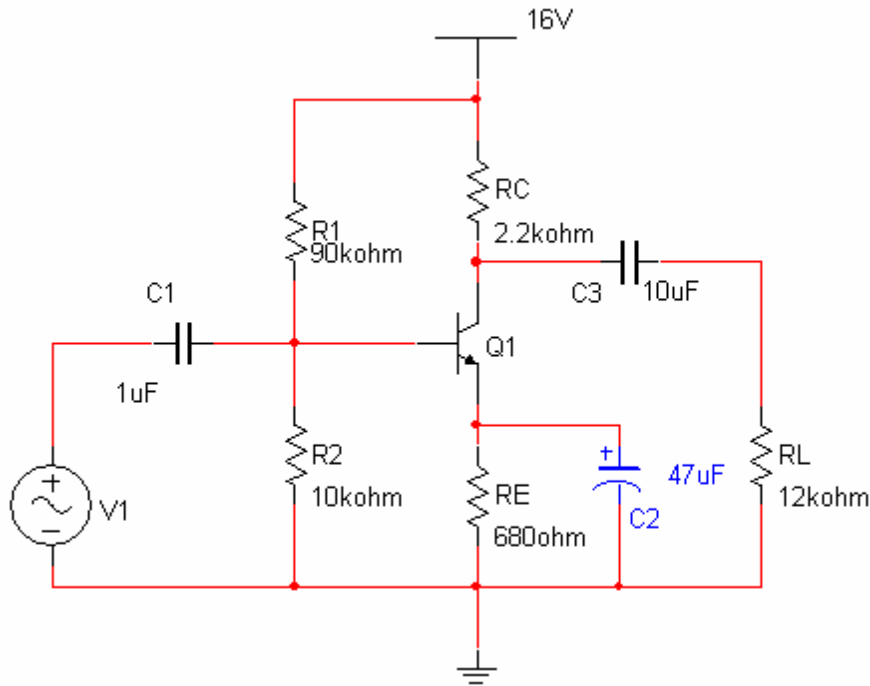 16V
RC
2.2kohm
R1
90kohm
C1
1uF
C3
10uF
Q1
R2
10kohm
RE
680ohm
47uF
C2
RL
12kohm
V1